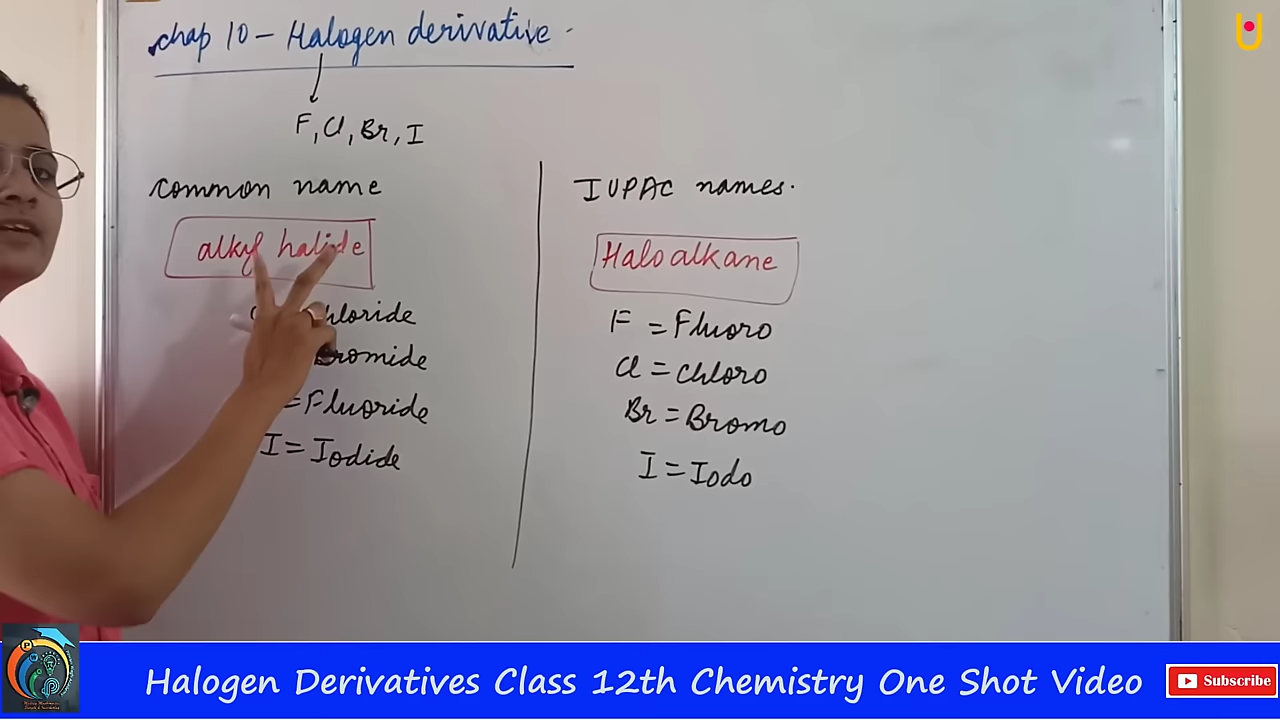 chap 10 - Halogen derivative
F, Cl, Br, I
common name
alkyl halide
chloride
Bromide
= Fluoride
I = Iodide
IUPAC names.
Haloalkane
F = Fluoro
Cl = chloro
Br = Bromo
I = Iodo
Halogen Derivatives Class 12th Chemistry One Shot Video
Subscribe